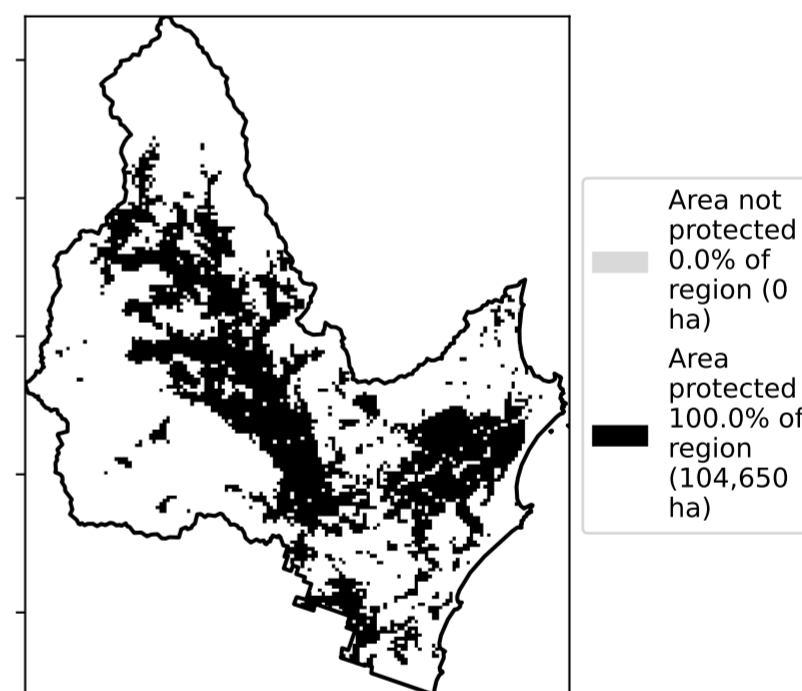 Area not
protected
0.0% of
region (0
ha)
Area
protected
100.0% of
region
(104,650
ha)